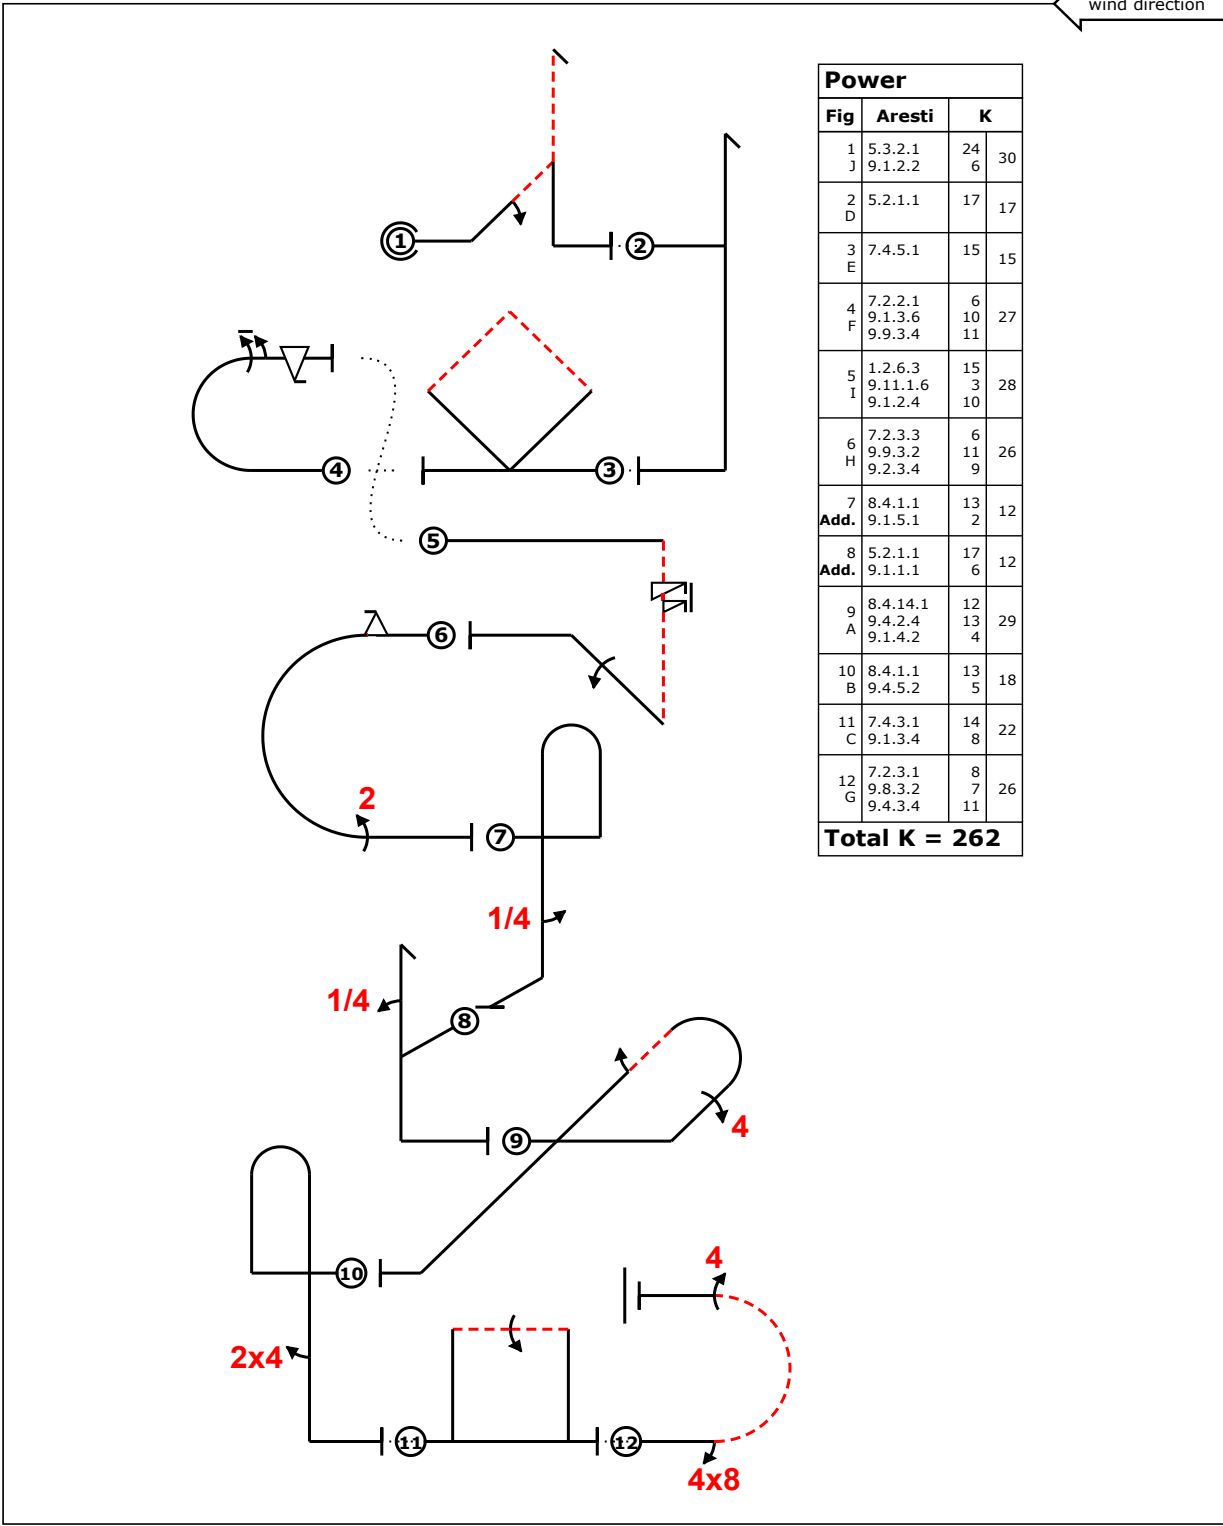 wind direction
Power
Fig Aresti K
1 5.3.2.1 24 30
J 9.1.2.2 6
2 5.2.1.1 17 17
D
3 7.4.5.1 15 15
E
4 7.2.2.1 6 27
F 9.1.3.6 10
9.9.3.4 11
5 1.2.6.3 15 28
I 9.11.1.6 3
9.1.2.4 10
6 7.2.3.3 6 26
H 9.9.3.2 11
9.2.3.4 9
7 8.4.1.1 13 12
Add. 9.1.5.1 2
8 5.2.1.1 17 12
Add. 9.1.1.1 6
9 8.4.14.1 12 29
A 9.4.2.4 13
9.1.4.2 4
10 8.4.1.1 13 18
B 9.4.5.2 5
11 7.4.3.1 14 22
C 9.1.3.4 8
12 7.2.3.1 8 26
G 9.8.3.2 7
9.4.3.4 11
Total K = 262
1
2
3
4
5
6
2
7
1/4
1/4
8
4
9
10
4
2x4
11
12
4x8